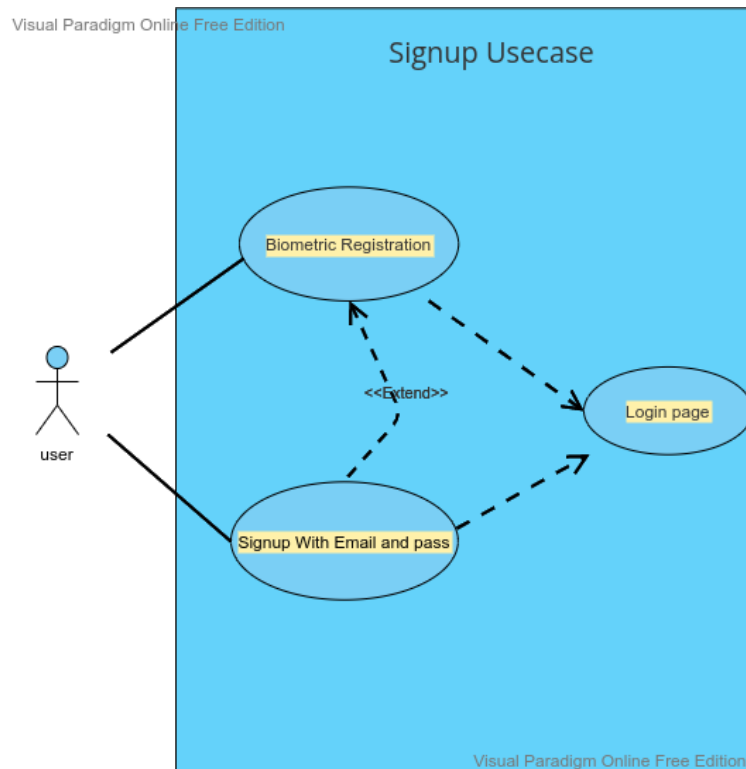 Visual Paradigm Online Free Edition
Signup Usecase
Biometric Registration
<<Extend>>
Login page
user
Signup With Email and pass
Visual Paradigm Online Free Edition